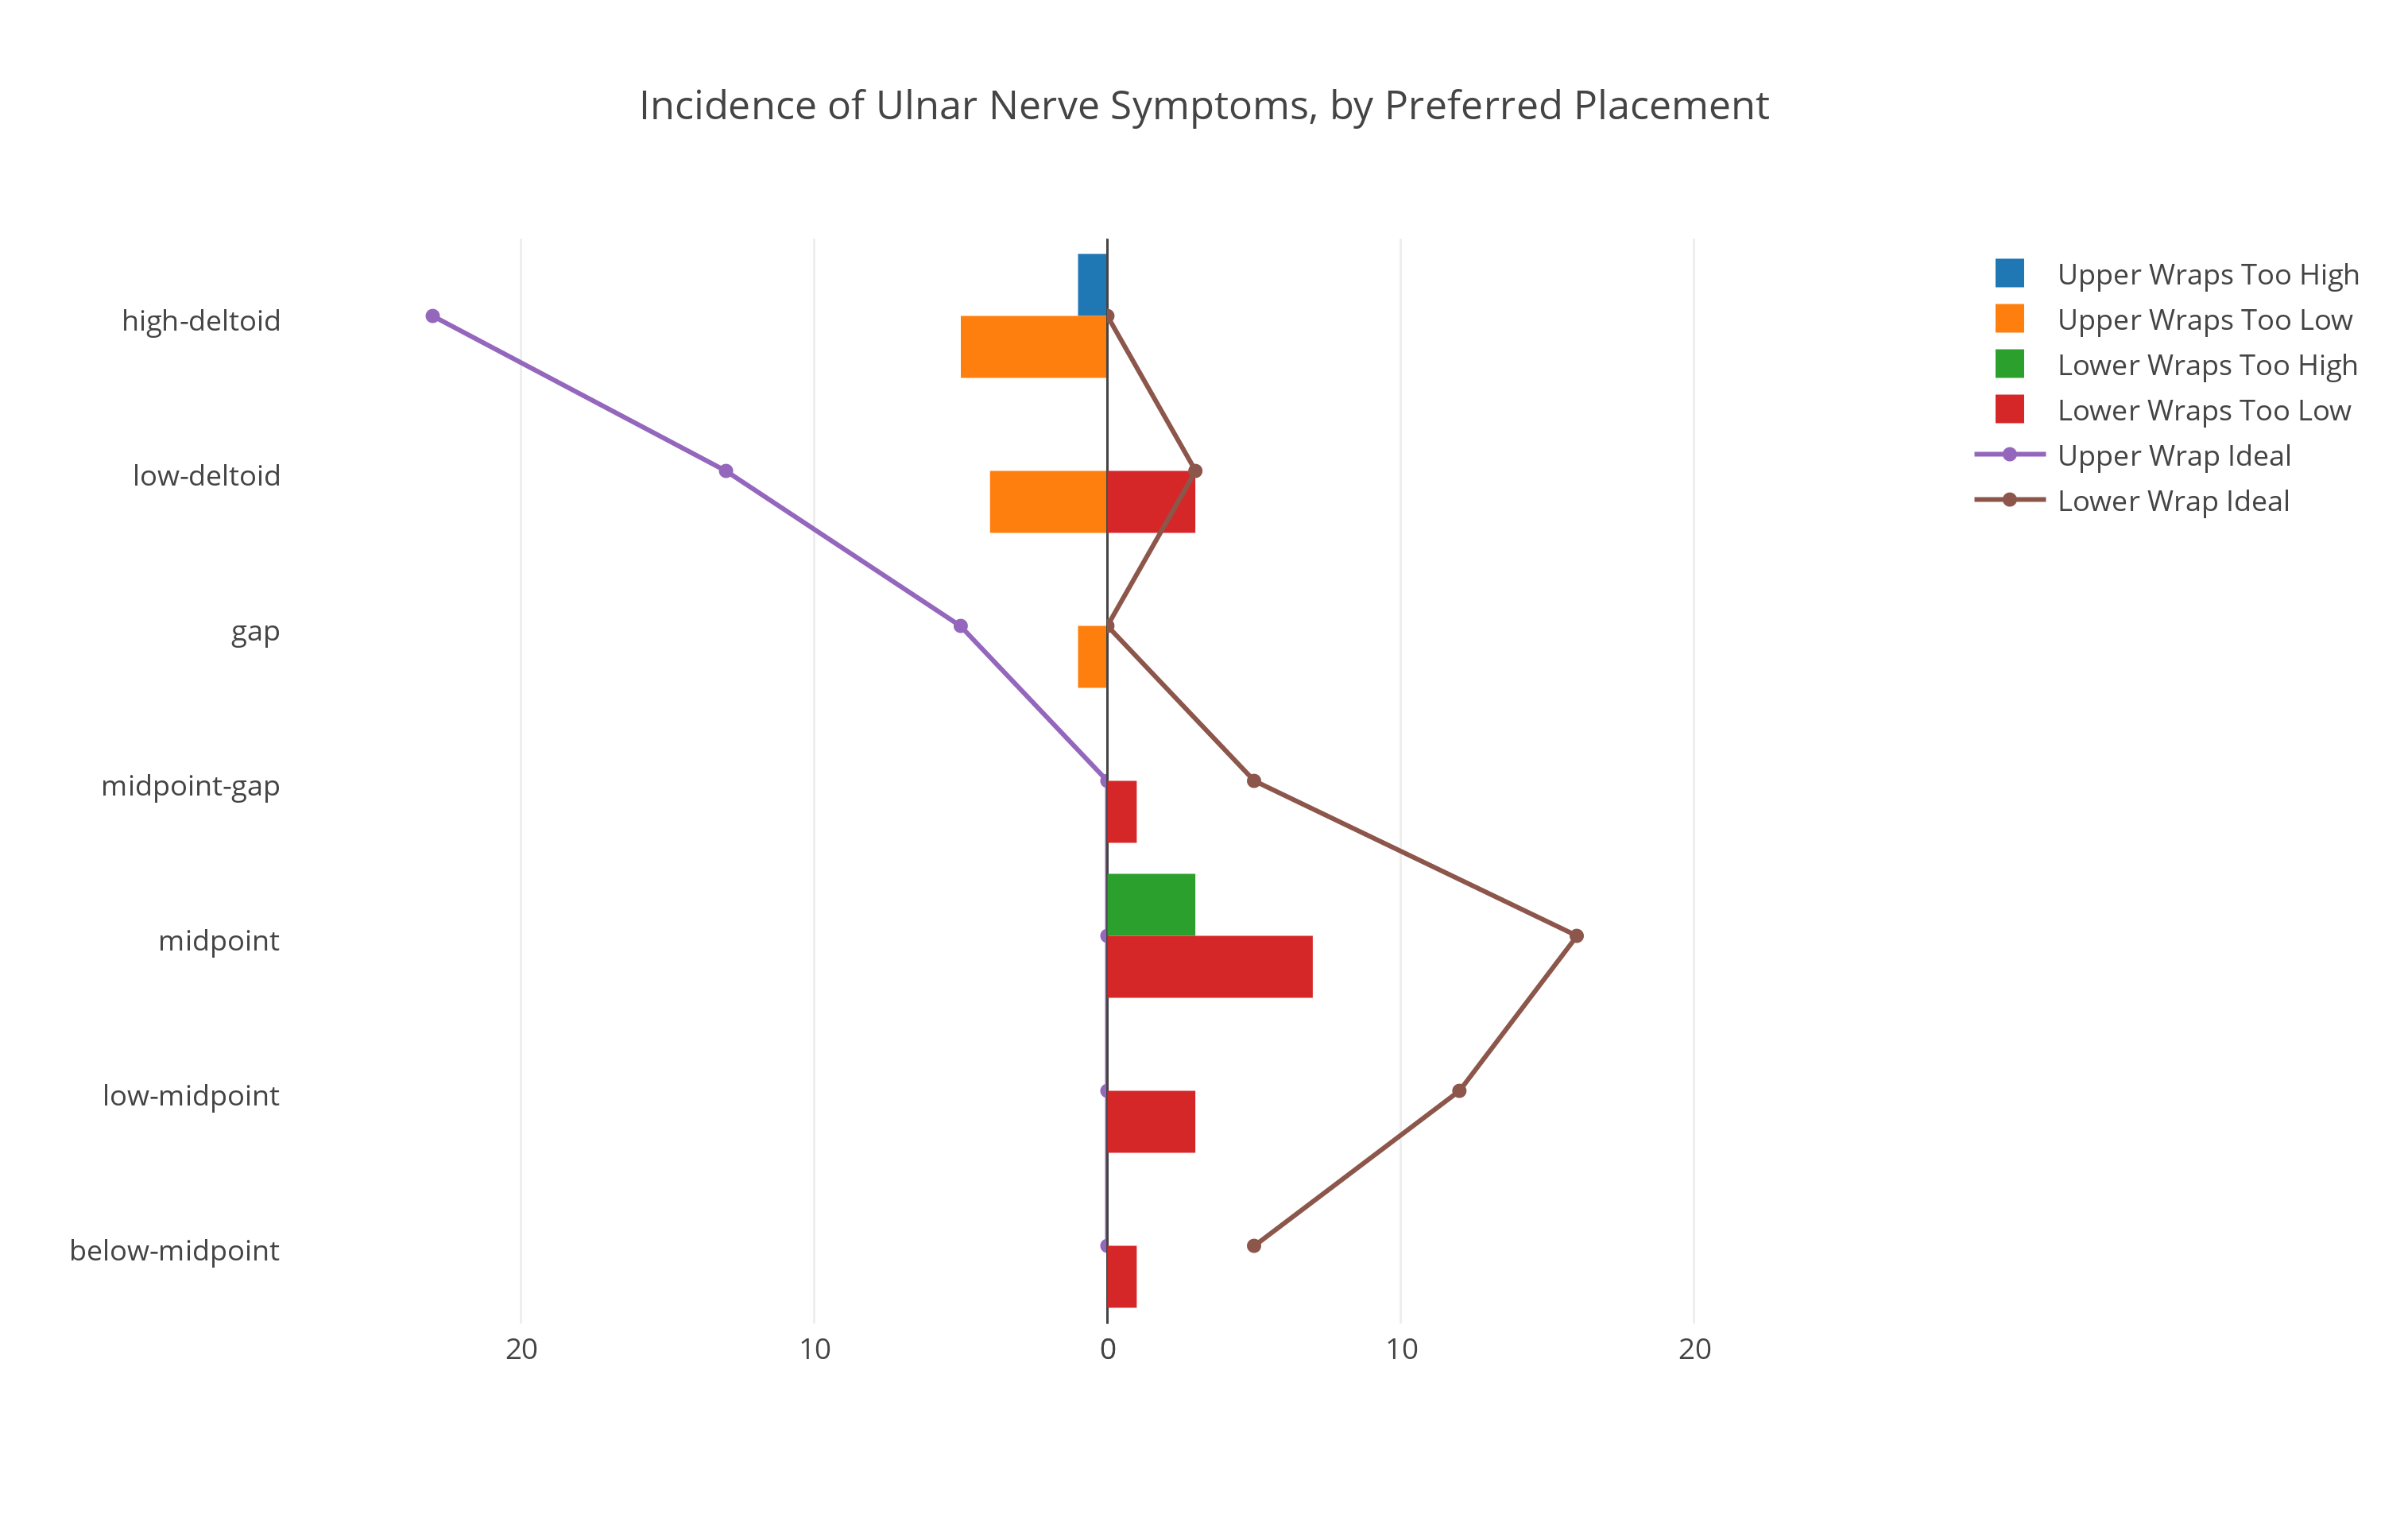 Incidence of Ulnar Nerve Symptoms, by Preferred Placement
high-deltoid
low-deltoid
gap
midpoint-gap
midpoint
low-midpoint
below-midpoint
20 10 0 10 20
Upper Wraps Too High
Upper Wraps Too Low
Lower Wraps Too High
Lower Wraps Too Low
Upper Wrap Ideal
Lower Wrap Ideal